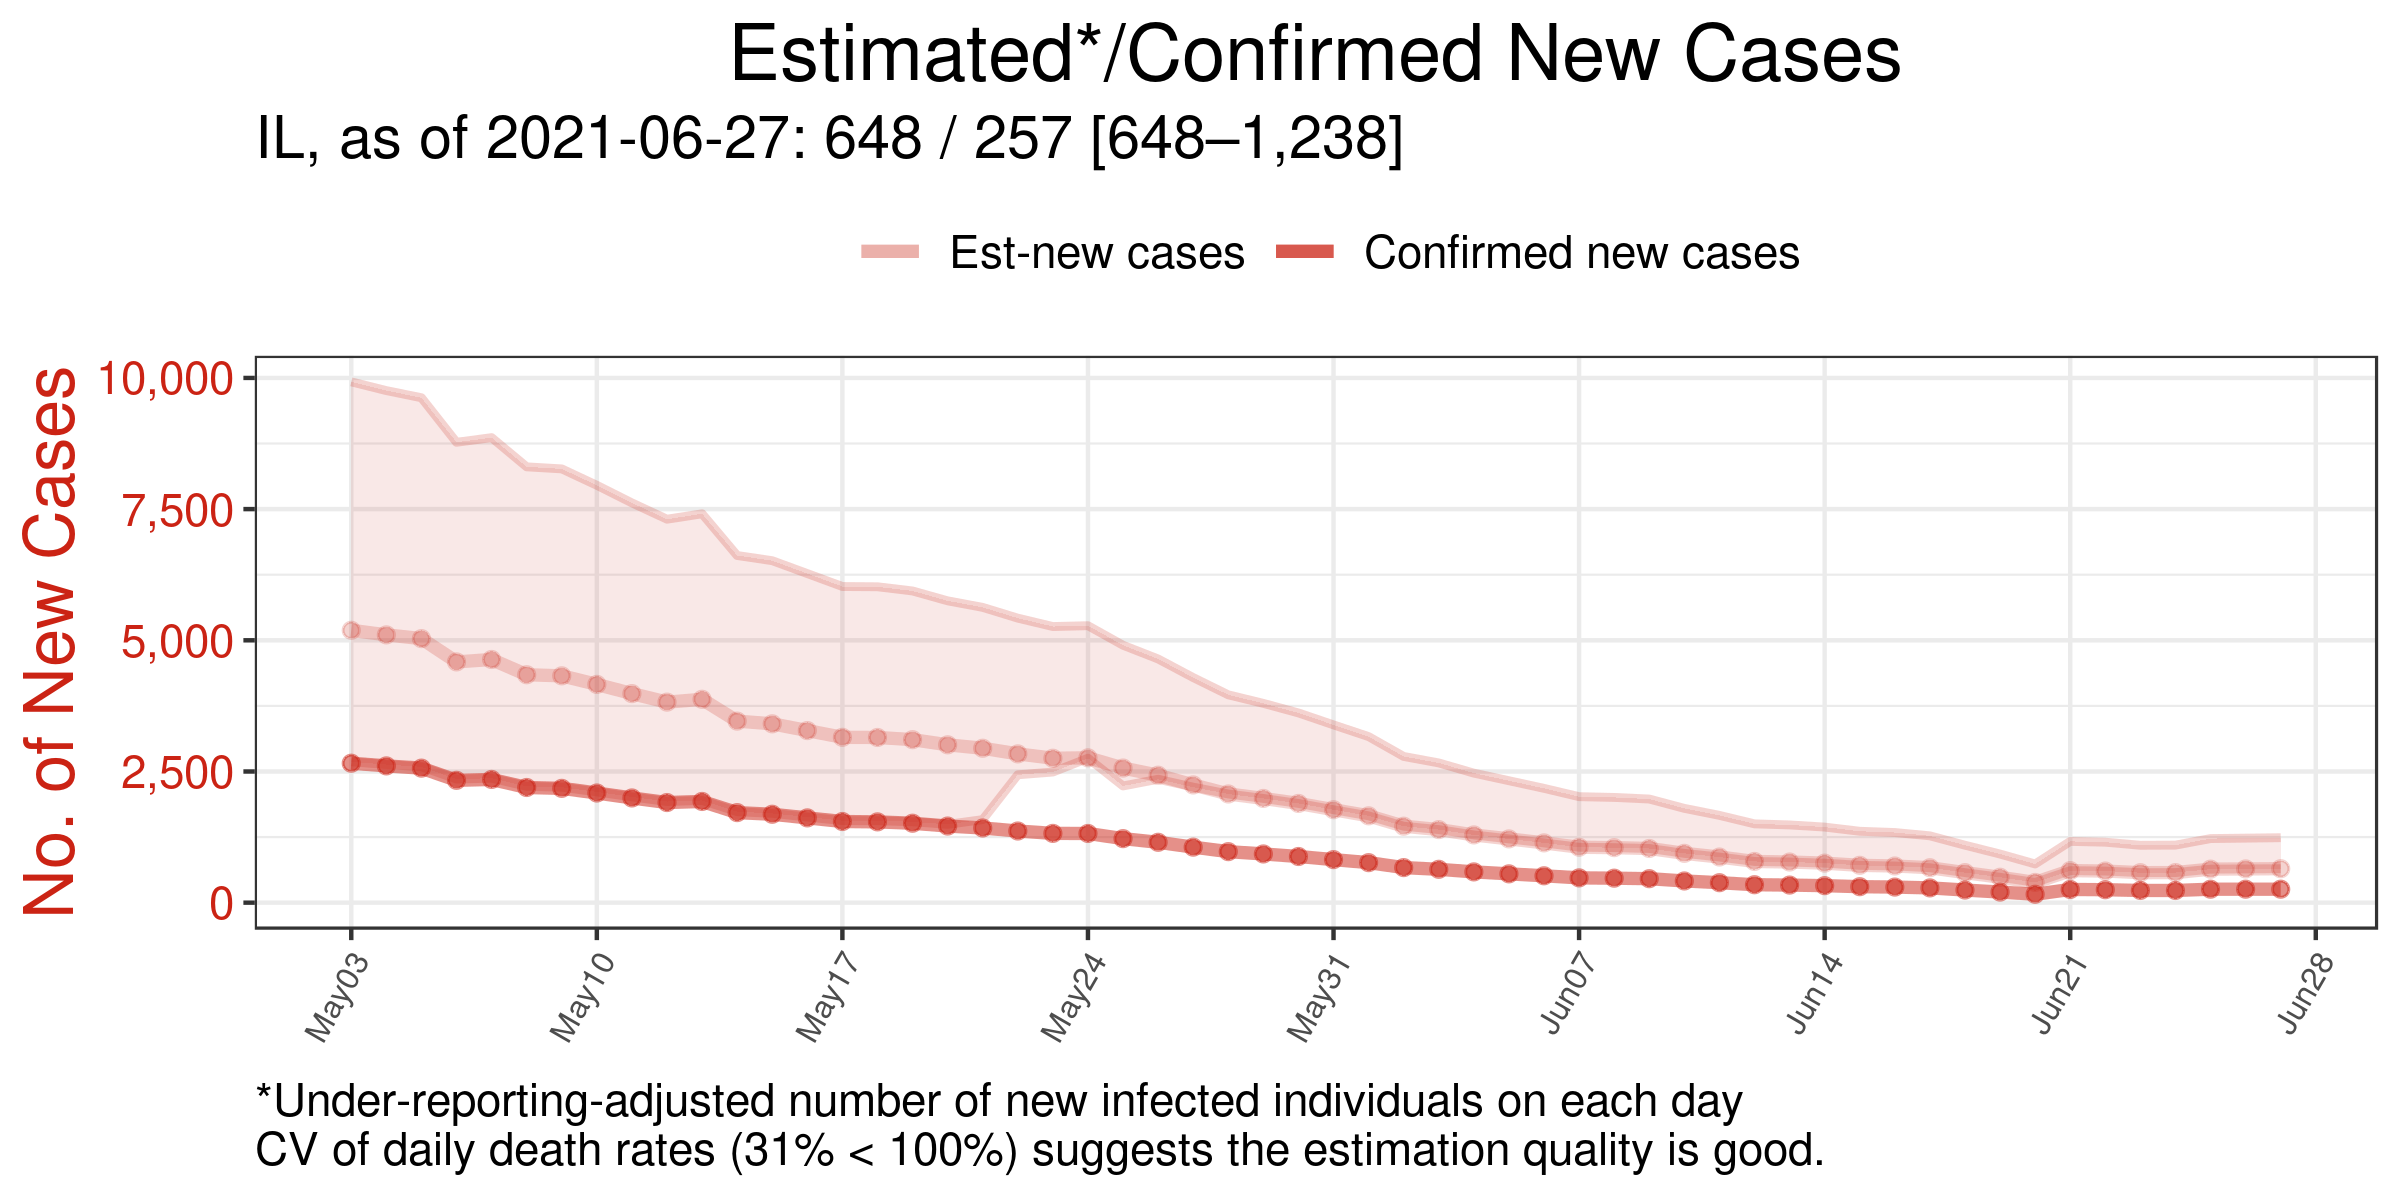 Estimated*/Confirmed New Cases
IL, as of 2021-06-27: 648 / 257 [648–1,238]
Est-new cases
Confirmed new cases
No. of New Cases
10,000
7,500
5,000
2,500
0
May03
May10
May17
May24
May31
Jun07
Jun14
Jun21
Jun28
*Under-reporting-adjusted number of new infected individuals on each day
CV of daily death rates (31% < 100%) suggests the estimation quality is good.